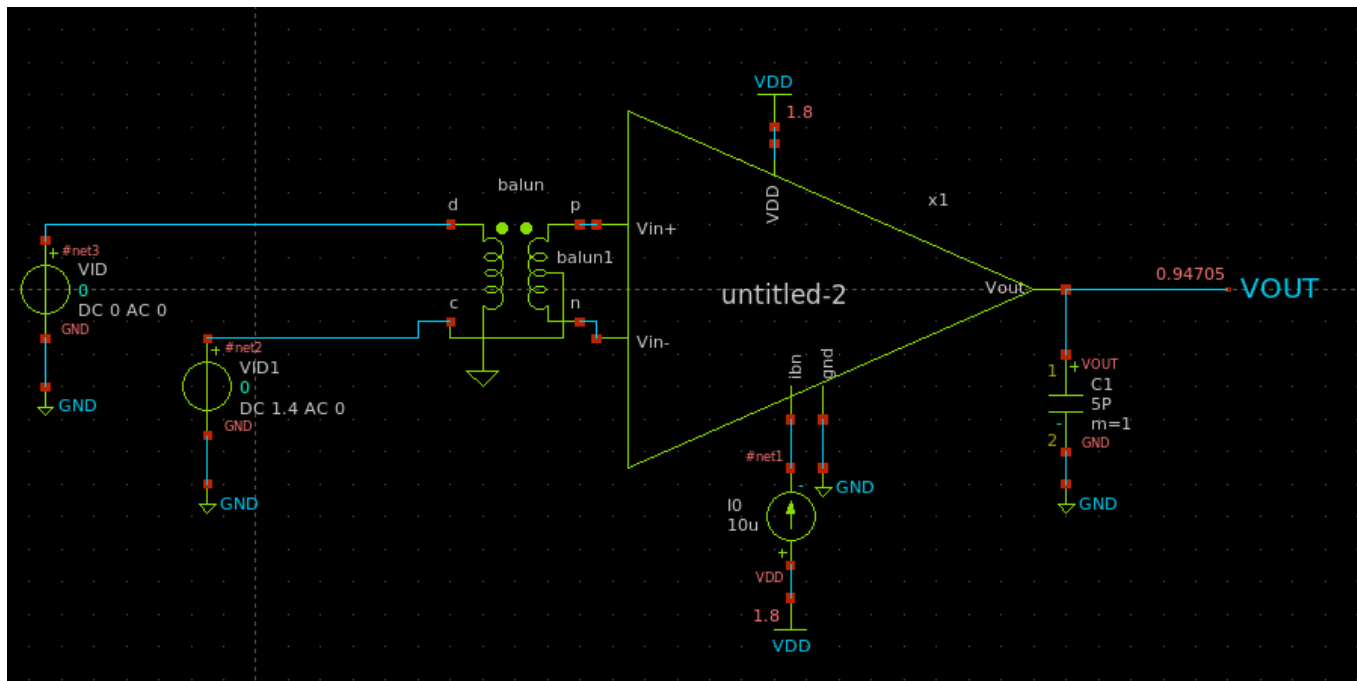 VDD
1.8
balun
VDD
x1
d
p
Vin+
#net3
+
VID
0
DC 0 AC 0
GND
balun1
0.94705
Vout
VOUT
untitled-2
c
n
Vin-
#net2
+
VID1
0
DC 1.4 AC 0
GND
GND
ibn
gnd
1
+
VOUT
C1
5P
m=1
-
2
GND
#net1
-
GND
I0
10u
+
GND
GND
VDD
1.8
VDD